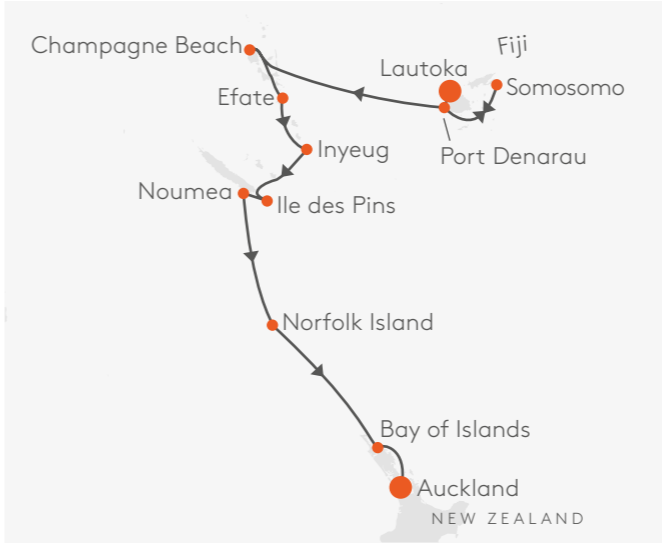 Champagne Beach
Fiji
Lautoka
Somosomo
Efate
Port Denarau
Inyeug
Noumea
Ile des Pins
Norfolk Island
Bay of Islands
Auckland
NEW ZEALAND